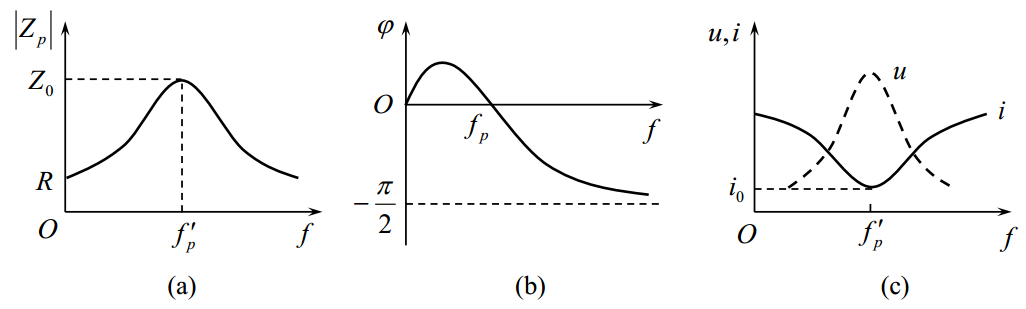 |Z_p|
Z_0
R
O
f'_p
f
(a)
φ
O
f_p
f
-π/2
(b)
u, i
u
i
i_0
O
f'_p
f
(c)